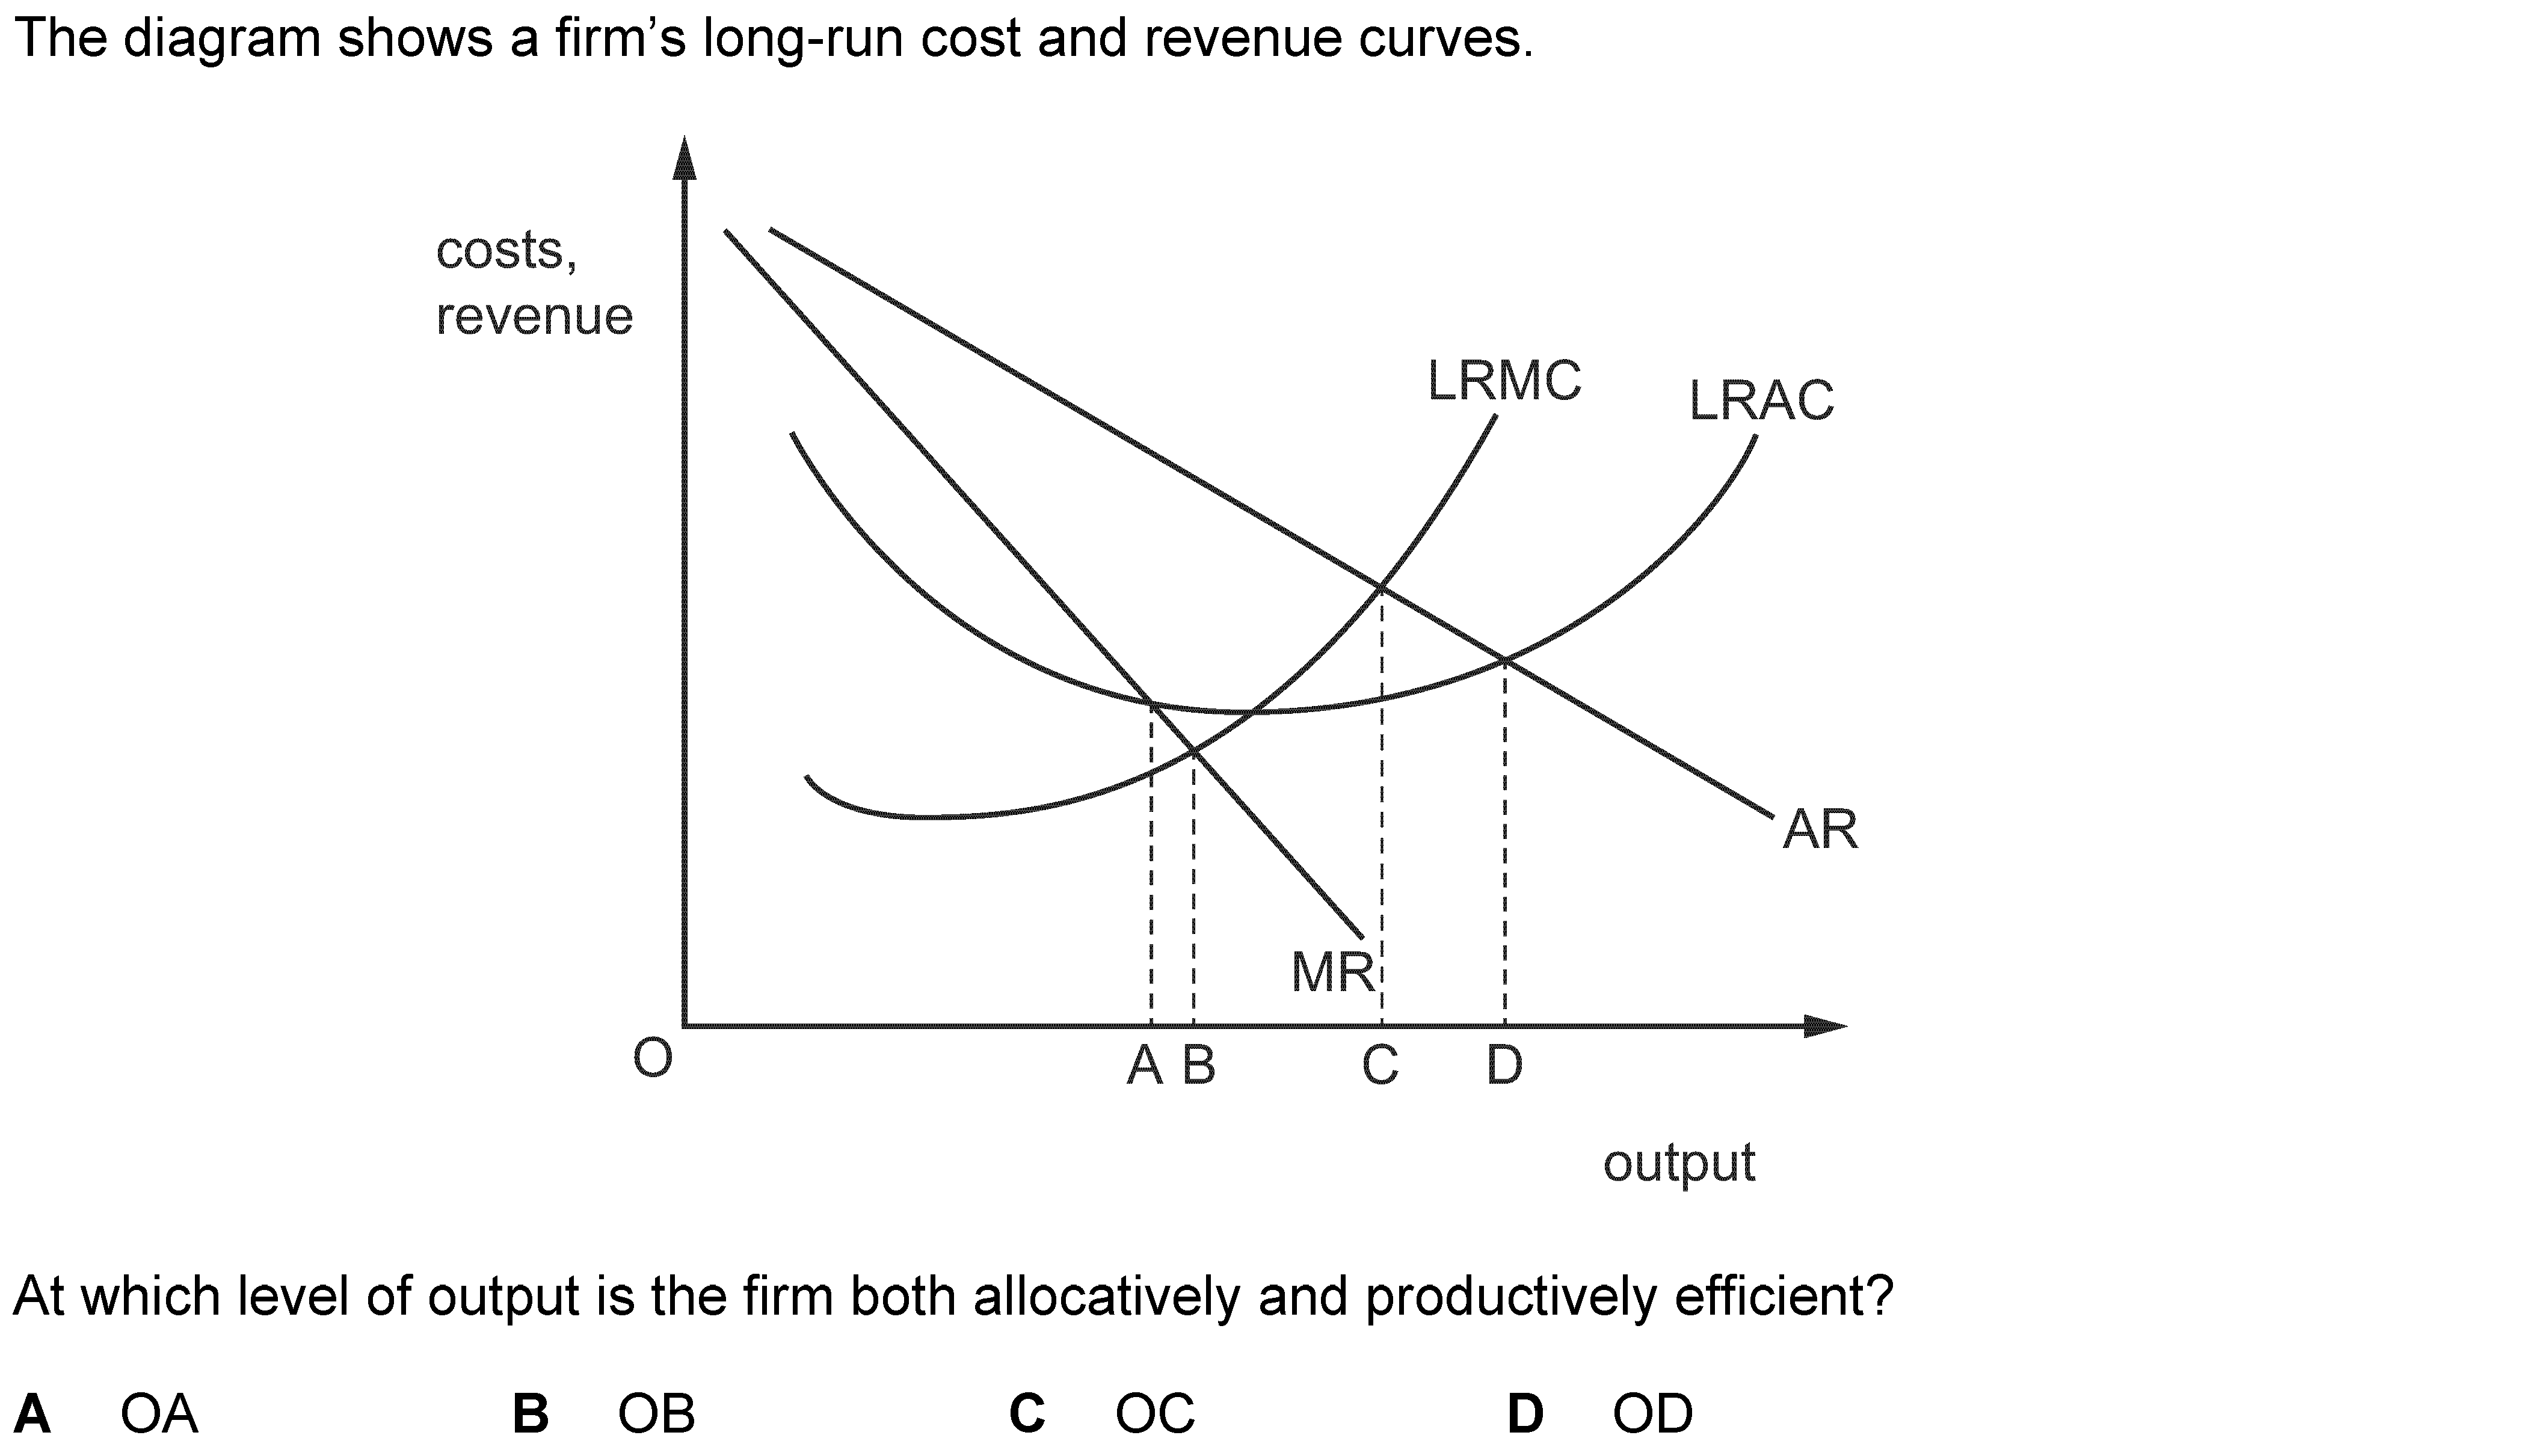 The diagram shows a firm’s long-run cost and revenue curves.
costs,
revenue
LRMC
LRAC
AR
MR
O
A
B
C
D
output
At which level of output is the firm both allocatively and productively efficient?
A OA B OB C OC D OD